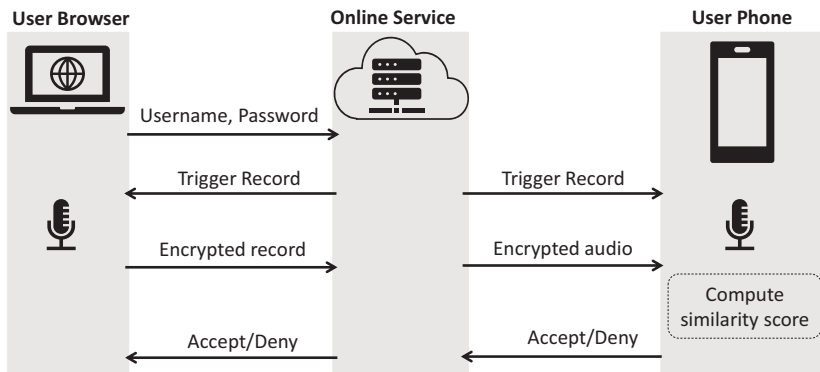 User Browser
Online Service
User Phone
Username, Password
Trigger Record
Trigger Record
Encrypted record
Encrypted audio
Compute
similarity score
Accept/Deny
Accept/Deny